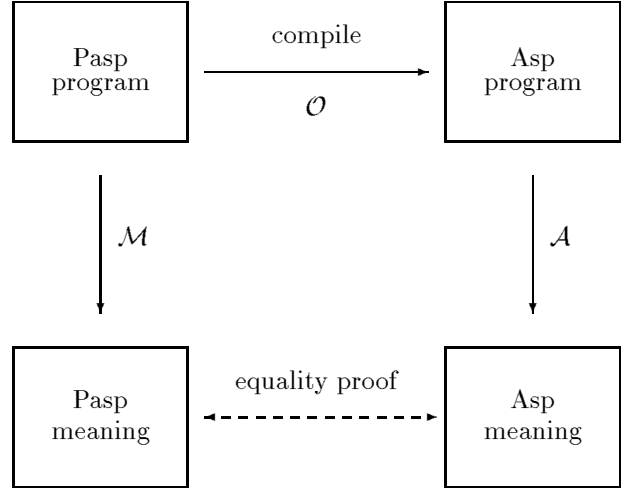 Pasp
program
compile
𝒪
Asp
program
ℳ
𝒜
Pasp
meaning
equality proof
Asp
meaning